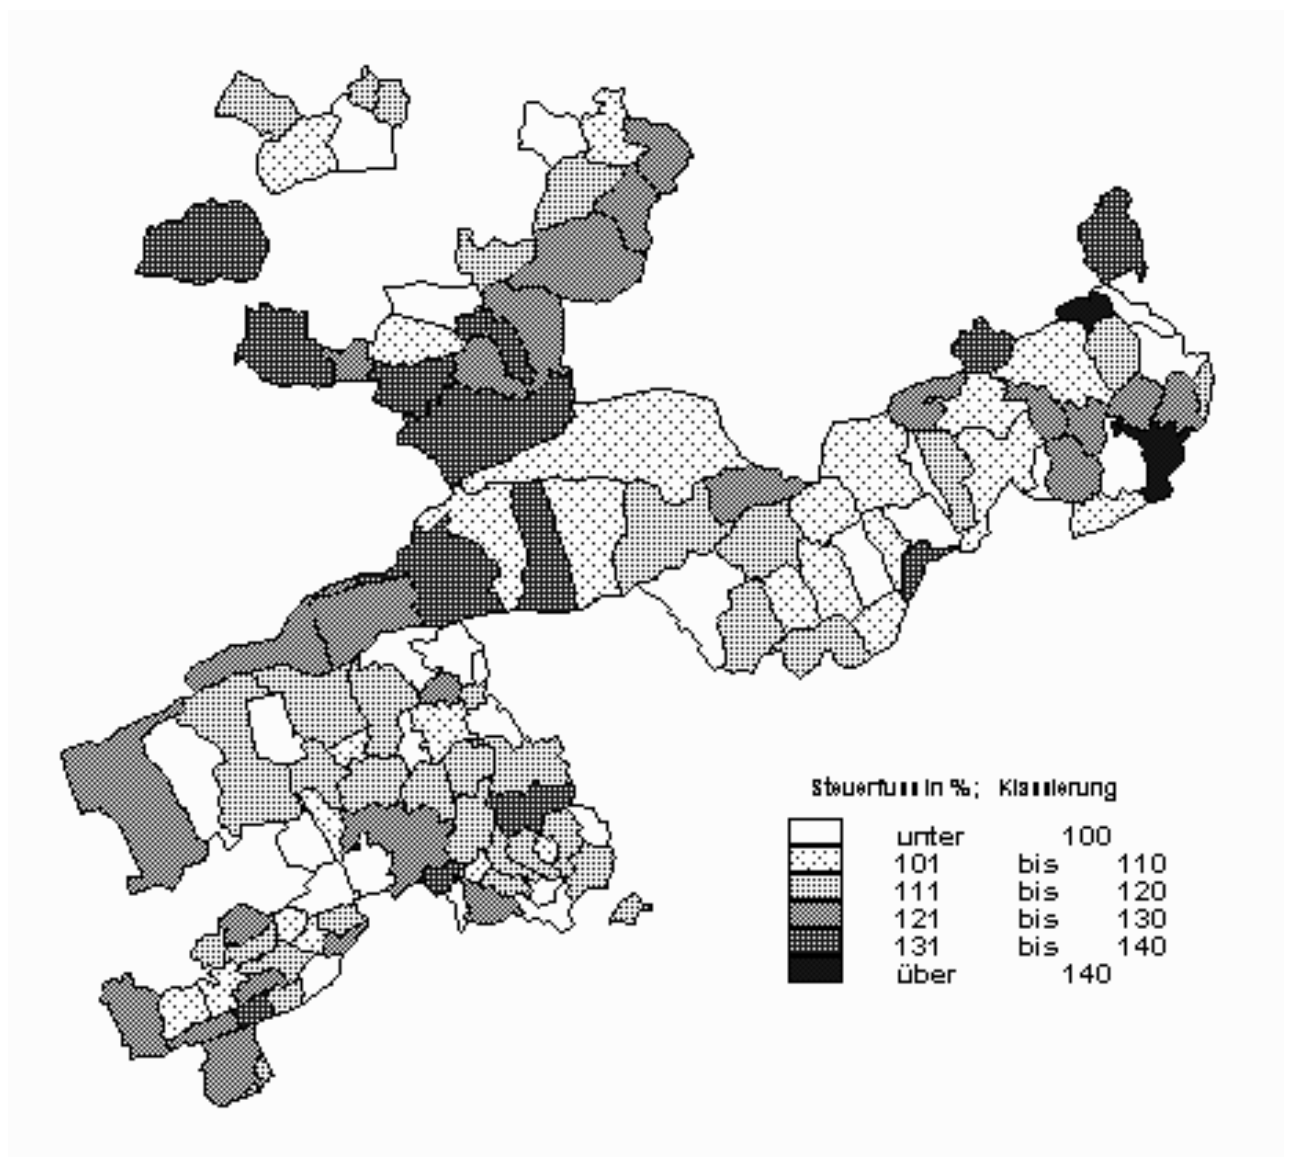 Steuerfuss in %; Klassierung
unter 100
101 bis 110
111 bis 120
121 bis 130
131 bis 140
über 140